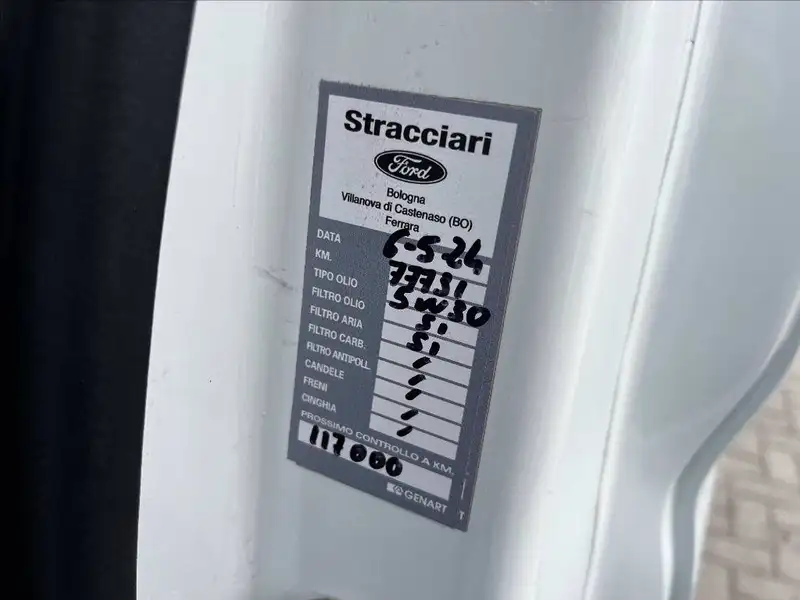 Stracciari
Ford
Bologna
Villanova di Castenaso (BO)
Ferrara
DATA 6-5-24
KM. 77731
TIPO OLIO 5W30
FILTRO OLIO Si
FILTRO ARIA Si
FILTRO CARB. /
FILTRO ANTIPOLL. /
CANDELE /
FRENI /
CINGHIA
PROSSIMO CONTROLLO A KM.
117000
GENART